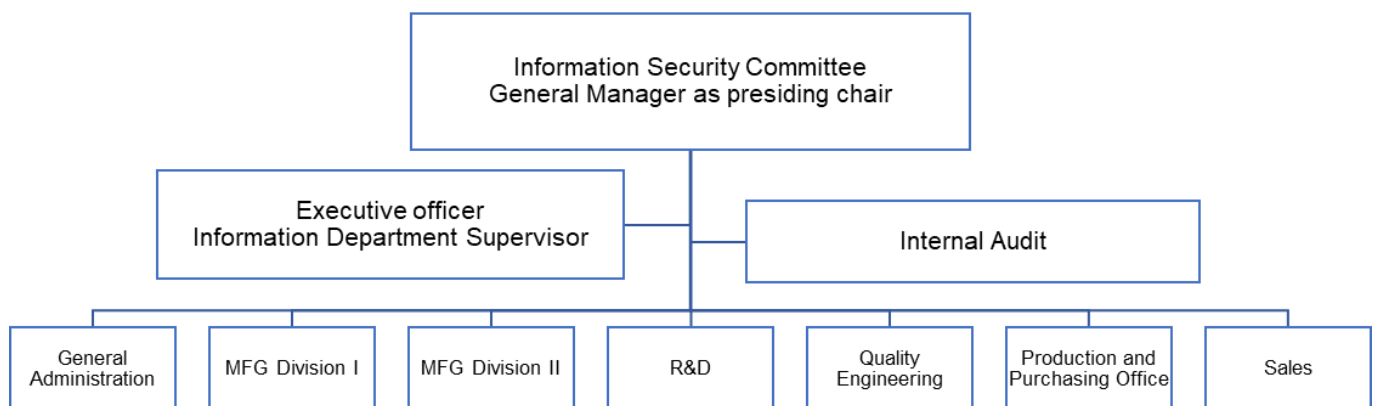 Information Security Committee
General Manager as presiding chair
Executive officer
Information Department Supervisor
Internal Audit
General
Administration
MFG Division I
MFG Division II
R&D
Quality
Engineering
Production and
Purchasing Office
Sales